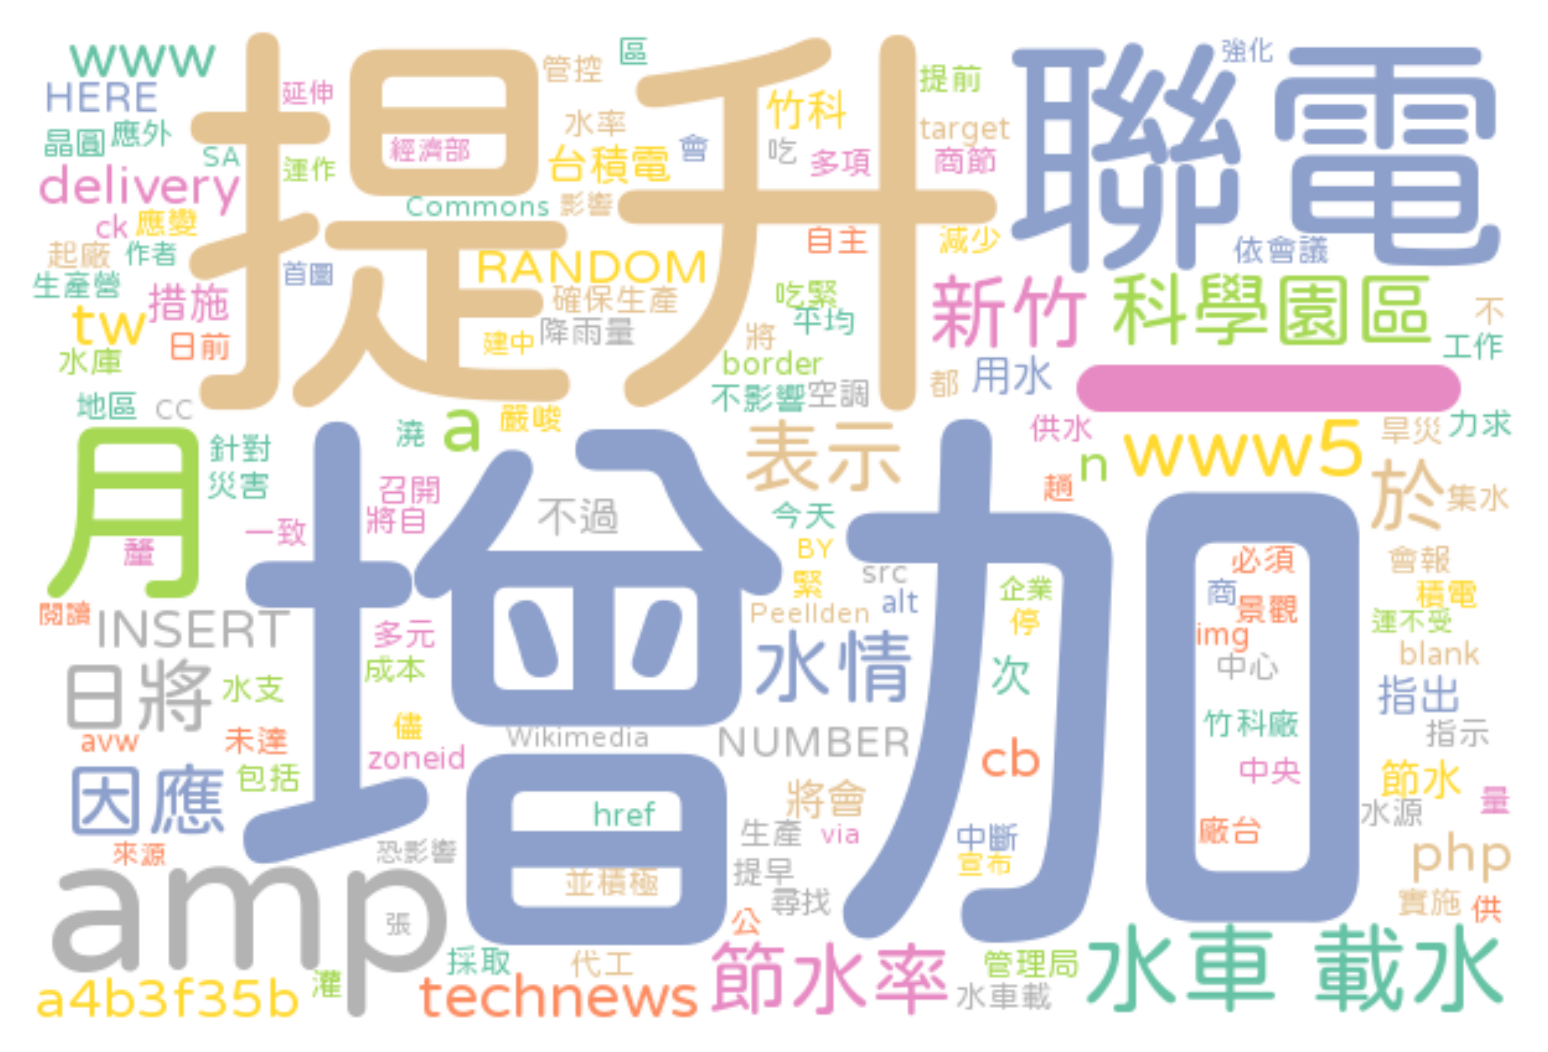 www
HERE
延伸
提升
管控
區
聯電
強化
提前
竹科
晶圓
應外
水率
target
SA
運作
經濟部
台積電
會
吃
多項
商節
delivery
Commons
影響
ck
應變
自主
減少
依會議
起廠
作者
RANDOM
生產營
首圖
措施
確保生產
吃緊
新竹
科學園區
不
tw
日前
建中
降雨量
將
平均
工作
水庫
border
都
用水
一
地區
cc
不影響
空調
月
澆
a
嚴峻
表示
供水
www5
旱災
力求
針對
n
災害
召開
增加
趟
於
集水
一致
將自
不過
今天
釐
BY
必須
會報
閱讀
緊
src
企業
商
景觀
積電
INSERT
多元
Peellden
alt
停
img
運不受
日將
水支
成本
水情
次
中心
blank
指出
avw
未達
儘
Wikimedia
NUMBER
竹科廠
指示
因應
包括
zoneid
cb
中央
節水
將會
量
href
生產
via
中斷
廠台
水源
來源
恐影響
宣布
php
amp
並積極
提早
張
尋找
實施
供
公
採取
代工
節水率
管理局
水車 載水
a4b3f35b
灌
technews
水車載